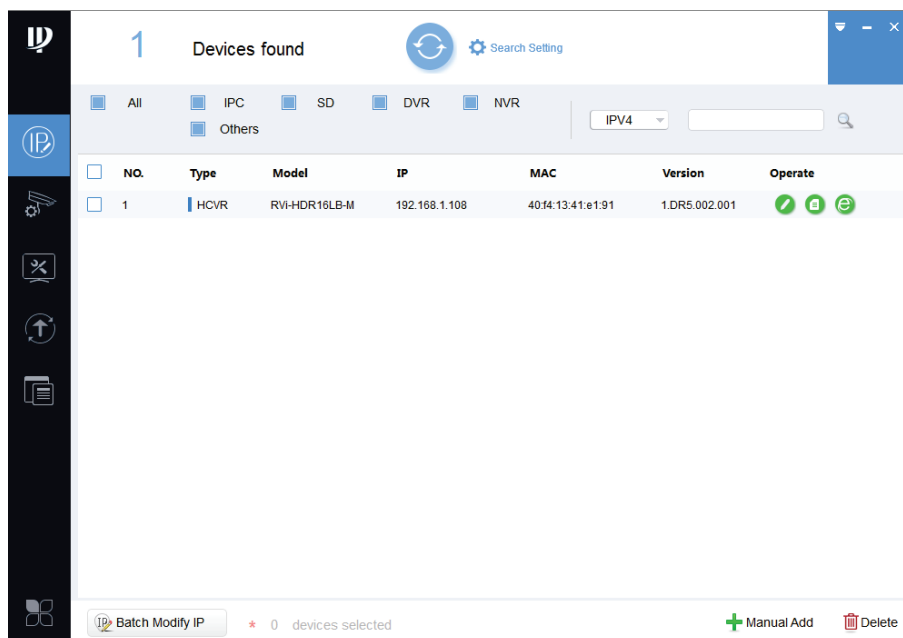 1 Devices found Search Setting
All IPC SD DVR NVR
Others
IPV4
NO. Type Model IP MAC Version Operate
1 HCVR RVi-HDR16LB-M 192.168.1.108 40:f4:13:41:e1:91 1.DR5.002.001
Batch Modify IP * 0 devices selected Manual Add Delete